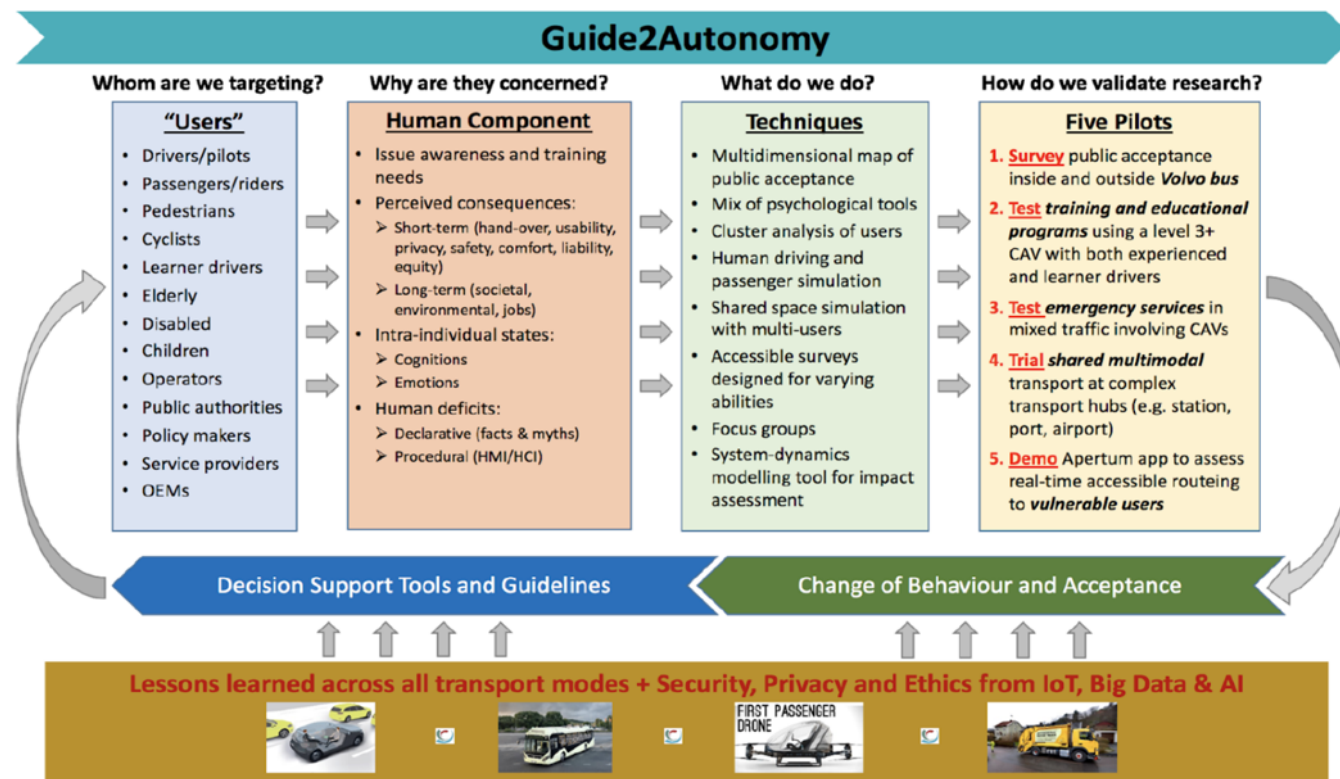 Guide2Autonomy
Whom are we targeting?
"Users"
• Drivers/pilots
• Passengers/riders
• Pedestrians
• Cyclists
• Learner drivers
• Elderly
• Disabled
• Children
• Operators
• Public authorities
• Policy makers
• Service providers
• OEMs
Why are they concerned?
Human Component
• Issue awareness and training
needs
• Perceived consequences:
➤ Short-term (hand-over, usability,
privacy, safety, comfort, liability,
equity)
➤ Long-term (societal,
environmental, jobs)
• Intra-individual states:
➤ Cognitions
➤ Emotions
• Human deficits:
➤ Declarative (facts & myths)
➤ Procedural (HMI/HCI)
What do we do?
Techniques
• Multidimensional map of
public acceptance
• Mix of psychological tools
• Cluster analysis of users
• Human driving and
passenger simulation
• Shared space simulation
with multi-users
• Accessible surveys
designed for varying
abilities
• Focus groups
• System-dynamics
modelling tool for impact
assessment
How do we validate research?
Five Pilots
1. Survey public acceptance
inside and outside Volvo bus
2. Test training and educational
programs using a level 3+
CAV with both experienced
and learner drivers
3. Test emergency services in
mixed traffic involving CAVs
4. Trial shared multimodal
transport at complex
transport hubs (e.g. station,
port, airport)
5. Demo Apertum app to assess
real-time accessible routeing
to vulnerable users
Decision Support Tools and Guidelines
Change of Behaviour and Acceptance
Lessons learned across all transport modes + Security, Privacy and Ethics from IoT, Big Data & AI
FIRST PASSENGER
DRONE